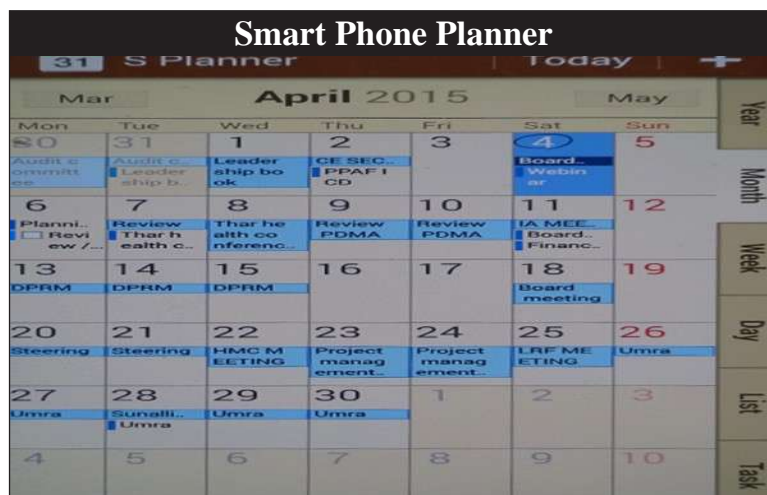 Smart Phone Planner
31 S Planner Today +
Mar April 2015 May
Mon Tue Wed Thu Fri Sat Sun
30 31 1 2 3 4 5
Audit c
ommitt
ee
Audit c..
Leader
ship b..
Leader
ship bo
ok
CE SEC..
PPAF I
CD
Board..
Webin
ar
6 7 8 9 10 11 12
Planni..
Revi
ew /..
Review
Thar h
ealth c..
Thar he
alth co
nferenc..
Review
PDMA
Review
PDMA
IA MEE..
Board..
Financ..
13 14 15 16 17 18 19
DPRM
DPRM
DPRM
Board
meeting
20 21 22 23 24 25 26
Steering
Steering
HMC M
EETING
Project
manag
ement..
Project
manag
ement..
LRF ME
ETING
Umra
27 28 29 30 1 2 3
Umra
Sunalli..
Umra
Umra
Umra
4 5 6 7 8 9 10
Year
Month
Week
Day
List
Task